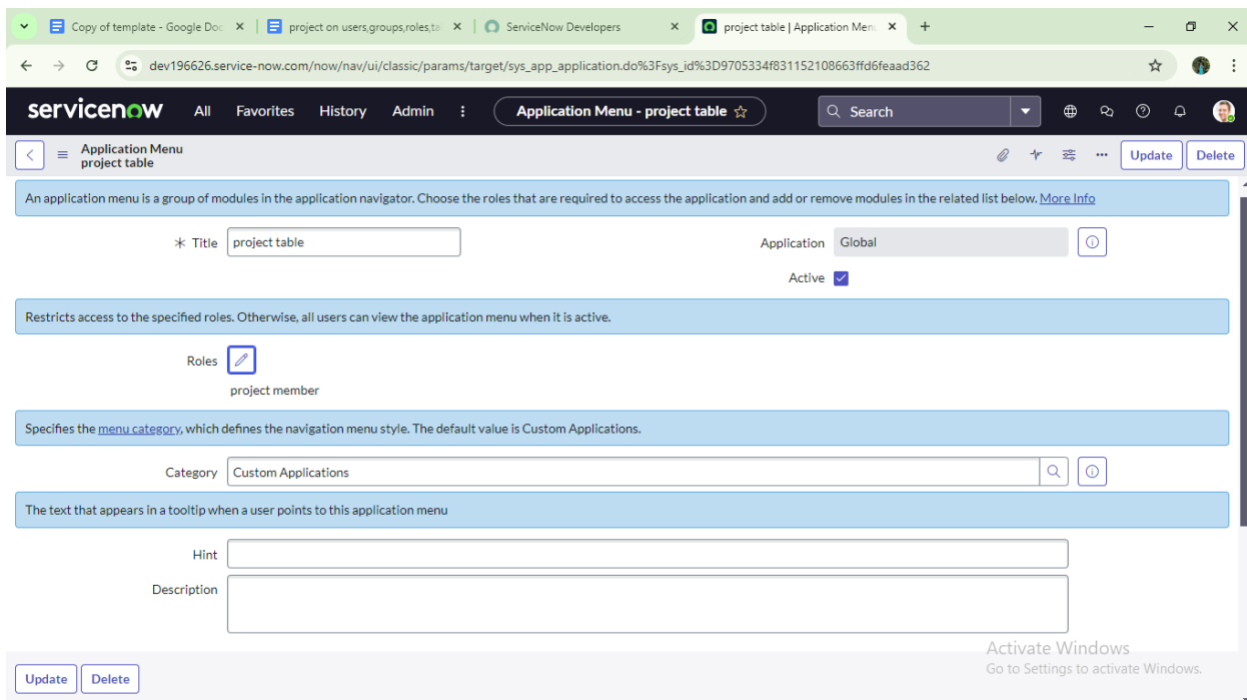 Copy of template - Google Doc
project on users,groups,roles,ta
ServiceNow Developers
project table | Application Men
dev196626.service-now.com/now/nav/ui/classic/params/target/sys_app_application.do%3Fsys_id%3D9705334f831152108663ffd6feaad362
servicenow All Favorites History Admin Application Menu - project table Search
Application Menu
project table
Update Delete
An application menu is a group of modules in the application navigator. Choose the roles that are required to access the application and add or remove modules in the related list below. More Info
Title project table Application Global
Active
Restricts access to the specified roles. Otherwise, all users can view the application menu when it is active.
Roles
project member
Specifies the menu category, which defines the navigation menu style. The default value is Custom Applications.
Category Custom Applications
The text that appears in a tooltip when a user points to this application menu
Hint
Description
Activate Windows
Go to Settings to activate Windows.
Update Delete